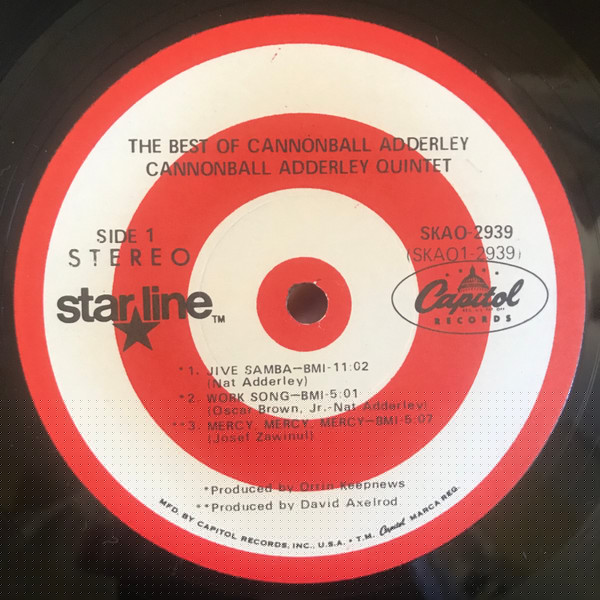 THE BEST OF CANNONBALL ADDERLEY
CANNONBALL ADDERLEY QUINTET
SIDE 1
STEREO
SKAO-2939
(SKAO1-2939)
starline™
Capitol
RECORDS
*1. JIVE SAMBA—BMI-11:02
(Nat Adderley)
*2. WORK SONG—BMI-5:01
(Oscar Brown, Jr.-Nat Adderley)
**3. MERCY, MERCY, MERCY—BMI-5:07
(Josef Zawinul)
*Produced by Orrin Keepnews
**Produced by David Axelrod
MFD. BY CAPITOL RECORDS, INC., U.S.A. • T.M. Capitol MARCA REG.